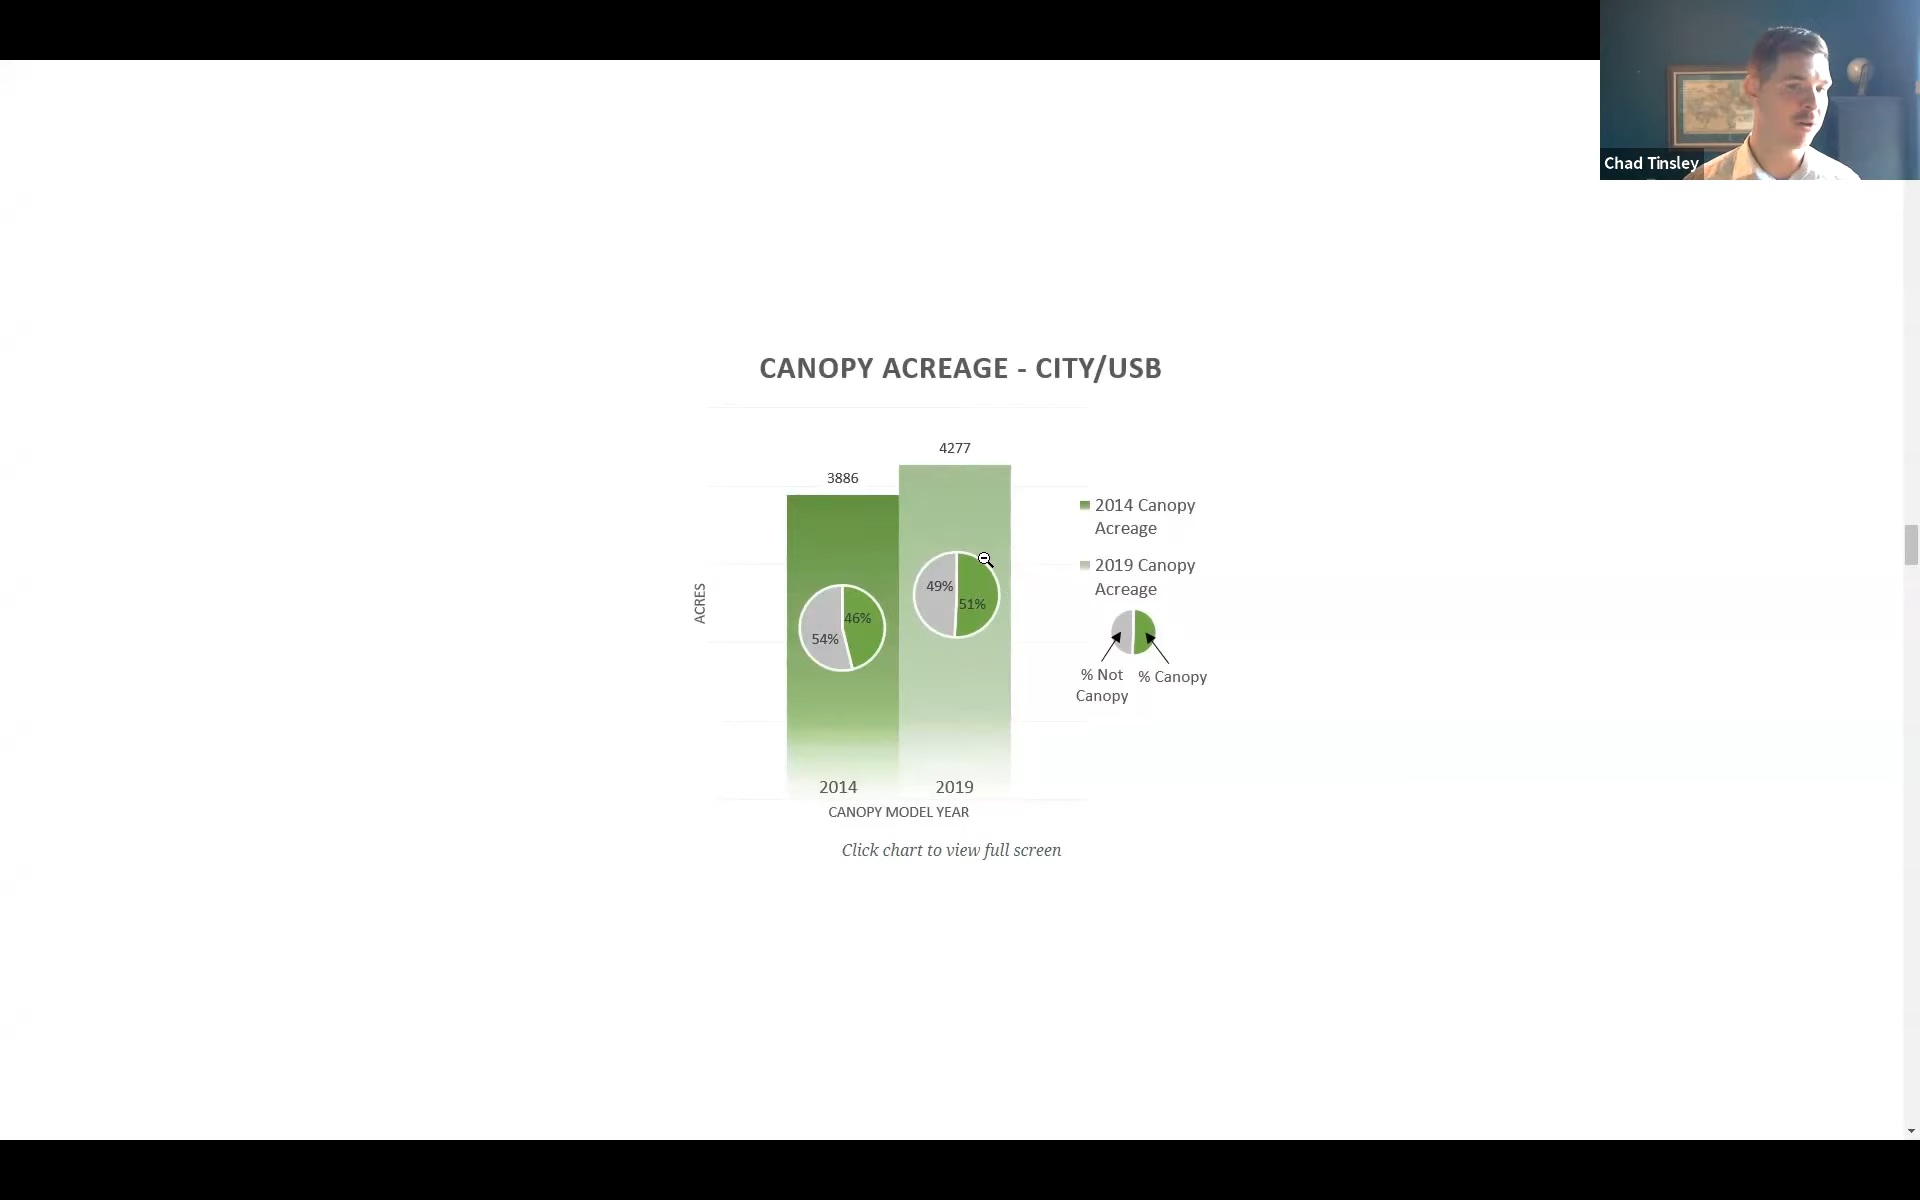 Chad Tinsley
CANOPY ACREAGE - CITY/USB
4277
3886
2014 Canopy
Acreage
2019 Canopy
Acreage
49%
51%
46%
54%
ACRES
% Not
Canopy
% Canopy
2014
2019
CANOPY MODEL YEAR
Click chart to view full screen